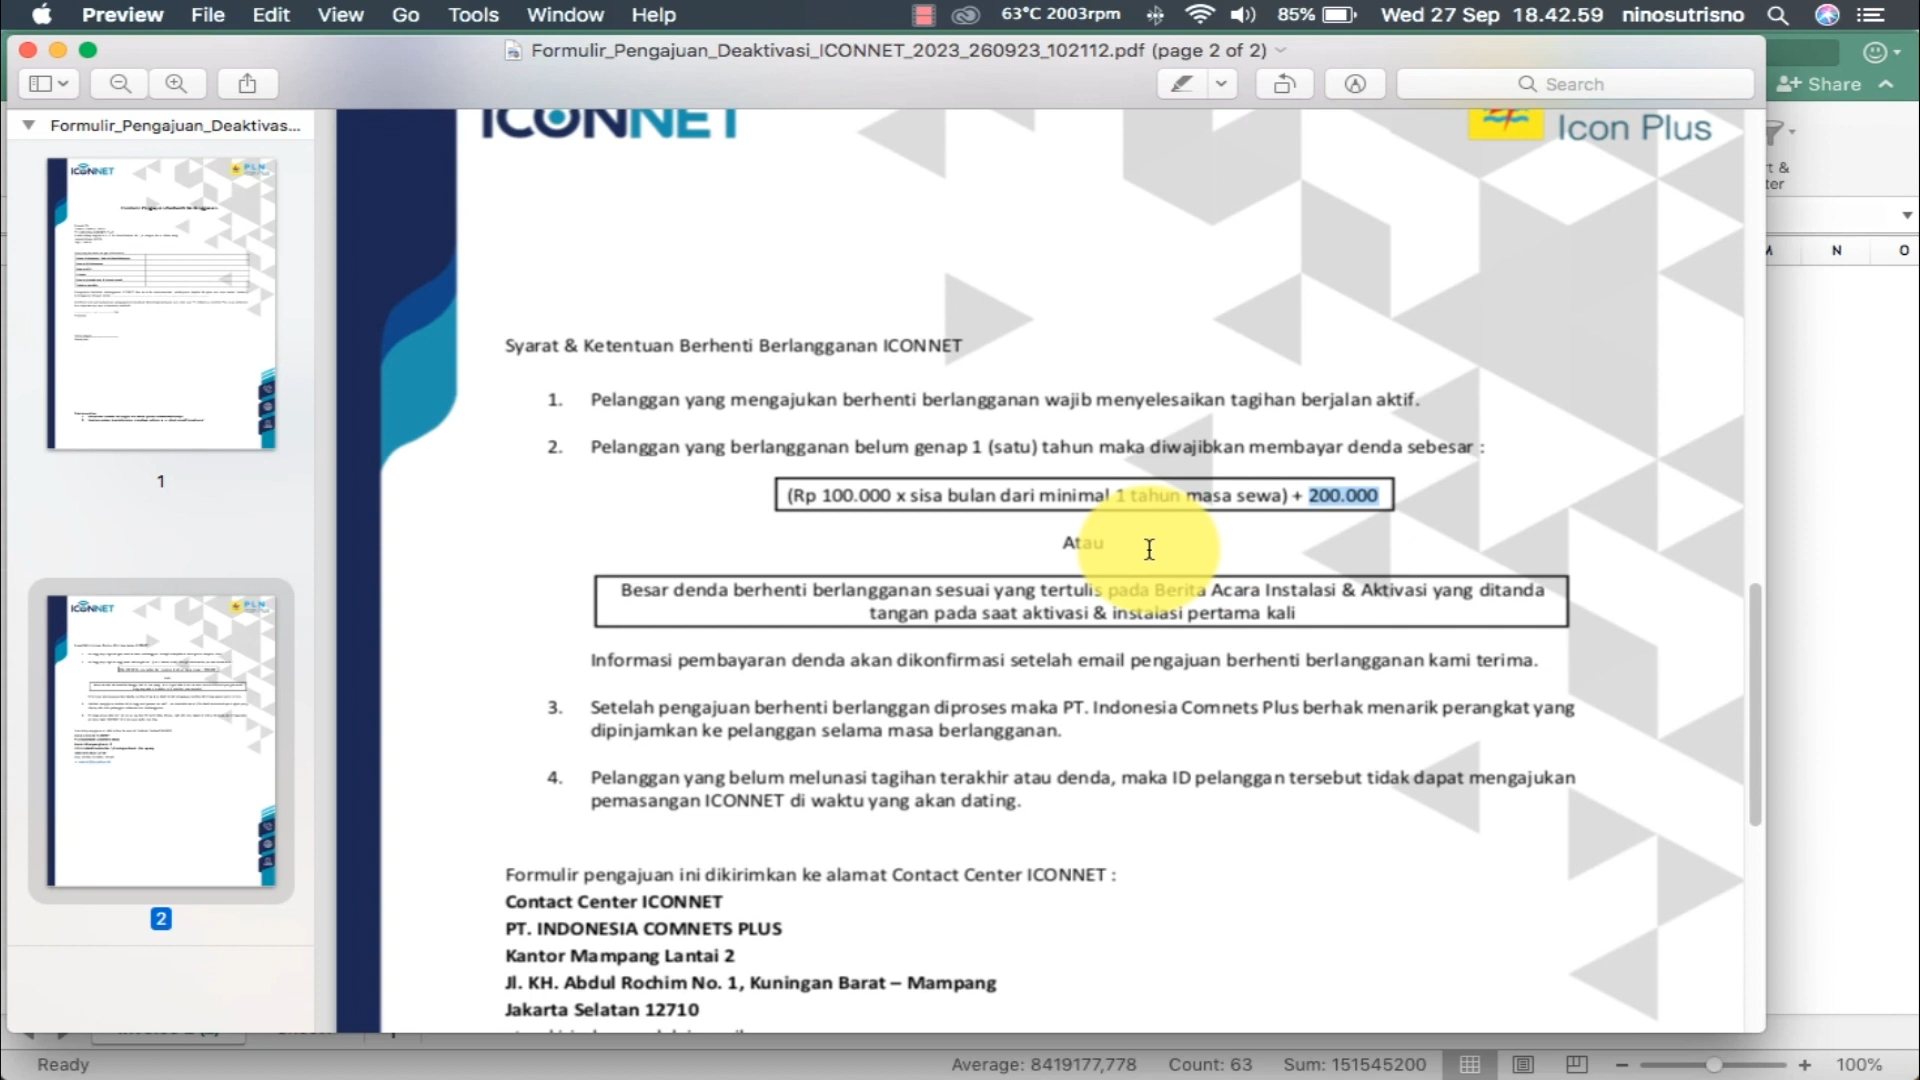 Preview File Edit View Go Tools Window Help 63°C 2003rpm 85% Wed 27 Sep 18.42.59 ninosutrisno
Formulir_Pengajuan_Deaktivasi_ICONNET_2023_260923_102112.pdf (page 2 of 2)
Search
Share
Formulir_Pengajuan_Deaktivas...
ICONNET
Icon Plus
ICONNET
PLN
1
ICONNET
PLN
2
N O
Syarat & Ketentuan Berhenti Berlangganan ICONNET
1. Pelanggan yang mengajukan berhenti berlangganan wajib menyelesaikan tagihan berjalan aktif.
2. Pelanggan yang berlangganan belum genap 1 (satu) tahun maka diwajibkan membayar denda sebesar :
(Rp 100.000 x sisa bulan dari minimal 1 tahun masa sewa) + 200.000
Atau
Besar denda berhenti berlangganan sesuai yang tertulis pada Berita Acara Instalasi & Aktivasi yang ditanda
tangan pada saat aktivasi & instalasi pertama kali
Informasi pembayaran denda akan dikonfirmasi setelah email pengajuan berhenti berlangganan kami terima.
3. Setelah pengajuan berhenti berlanggan diproses maka PT. Indonesia Comnets Plus berhak menarik perangkat yang
dipinjamkan ke pelanggan selama masa berlangganan.
4. Pelanggan yang belum melunasi tagihan terakhir atau denda, maka ID pelanggan tersebut tidak dapat mengajukan
pemasangan ICONNET di waktu yang akan dating.
Formulir pengajuan ini dikirimkan ke alamat Contact Center ICONNET :
Contact Center ICONNET
PT. INDONESIA COMNETS PLUS
Kantor Mampang Lantai 2
Jl. KH. Abdul Rochim No. 1, Kuningan Barat – Mampang
Jakarta Selatan 12710
Ready Average: 8419177,778 Count: 63 Sum: 151545200 100%